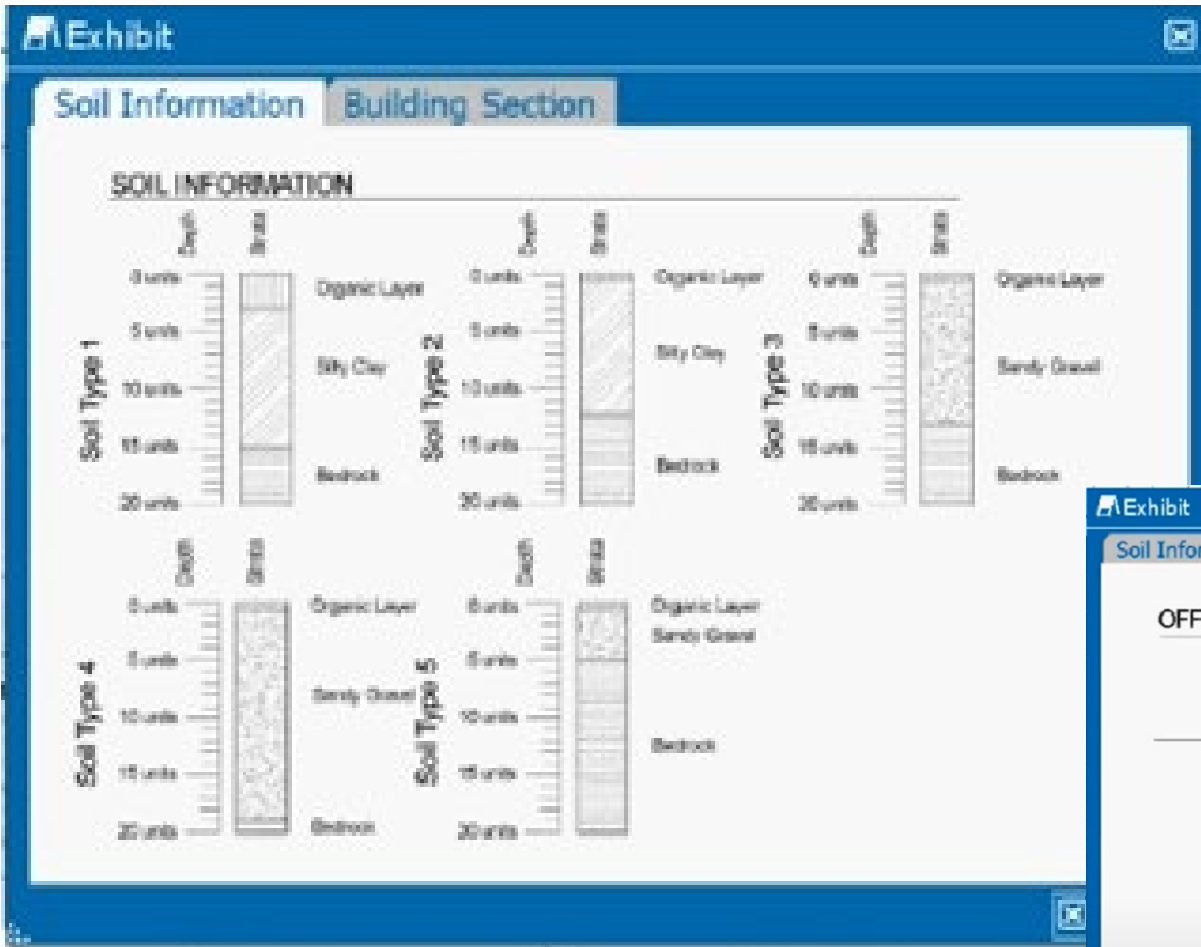 Exhibit
Soil Information Building Section
SOIL INFORMATION
Depth Strata Depth Strata Depth Strata
Soil Type 1
0 units
5 units
10 units
15 units
20 units
Organic Layer
Silty Clay
Bedrock
Soil Type 2
0 units
5 units
10 units
15 units
20 units
Organic Layer
Silty Clay
Bedrock
Soil Type 3
0 units
5 units
10 units
15 units
20 units
Organic Layer
Sandy Gravel
Bedrock
Depth Strata Depth Strata
Soil Type 4
0 units
5 units
10 units
15 units
20 units
Organic Layer
Sandy Gravel
Bedrock
Soil Type 5
0 units
5 units
10 units
15 units
20 units
Organic Layer
Sandy Gravel
Bedrock
Exhibit
Soil Infor
OFF